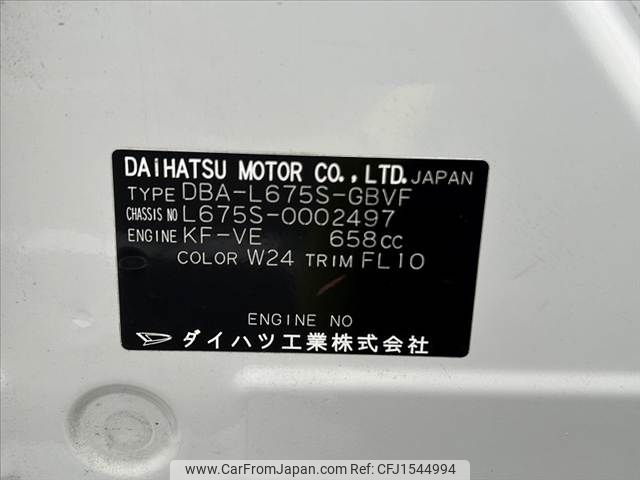 DAiHATSU MOTOR CO.,LTD. JAPAN
TYPE DBA-L675S-GBVF
CHASSIS NO L675S-0002497
ENGINE KF-VE 658cc
COLOR W24 TRIM FL10
ENGINE NO
ダイハツ工業株式会社
www.CarFromJapan.com CFJ1544994